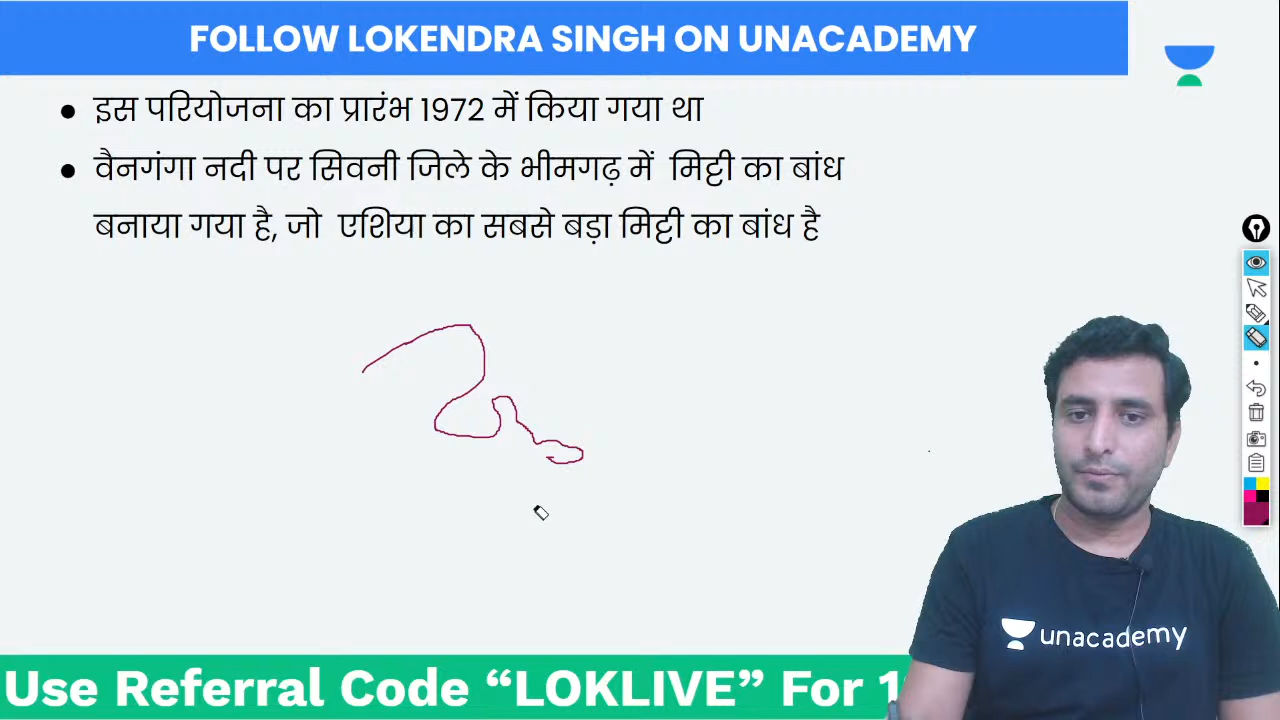 FOLLOW LOKENDRA SINGH ON UNACADEMY
• इस परियोजना का प्रारंभ 1972 में किया गया था
• वैनगंगा नदी पर सिवनी जिले के भीमगढ़ में मिट्टी का बांध
बनाया गया है, जो एशिया का सबसे बड़ा मिट्टी का बांध है
unacademy
Use Referral Code “LOKLIVE” For